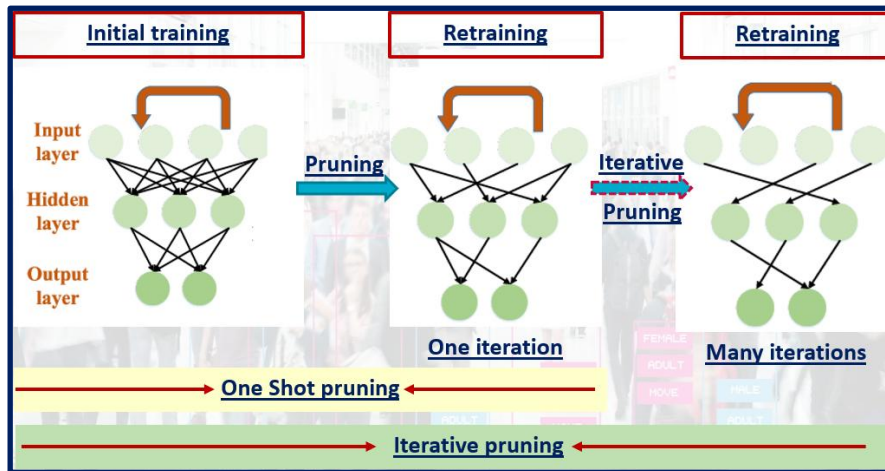 Initial training
Retraining
Retraining
Input
layer
Hidden
layer
Output
layer
Pruning
Iterative
Pruning
One iteration
Many iterations
FEMALE
ADULT
MOVE
MALE
ADULT
ADULT
One Shot pruning
Iterative pruning